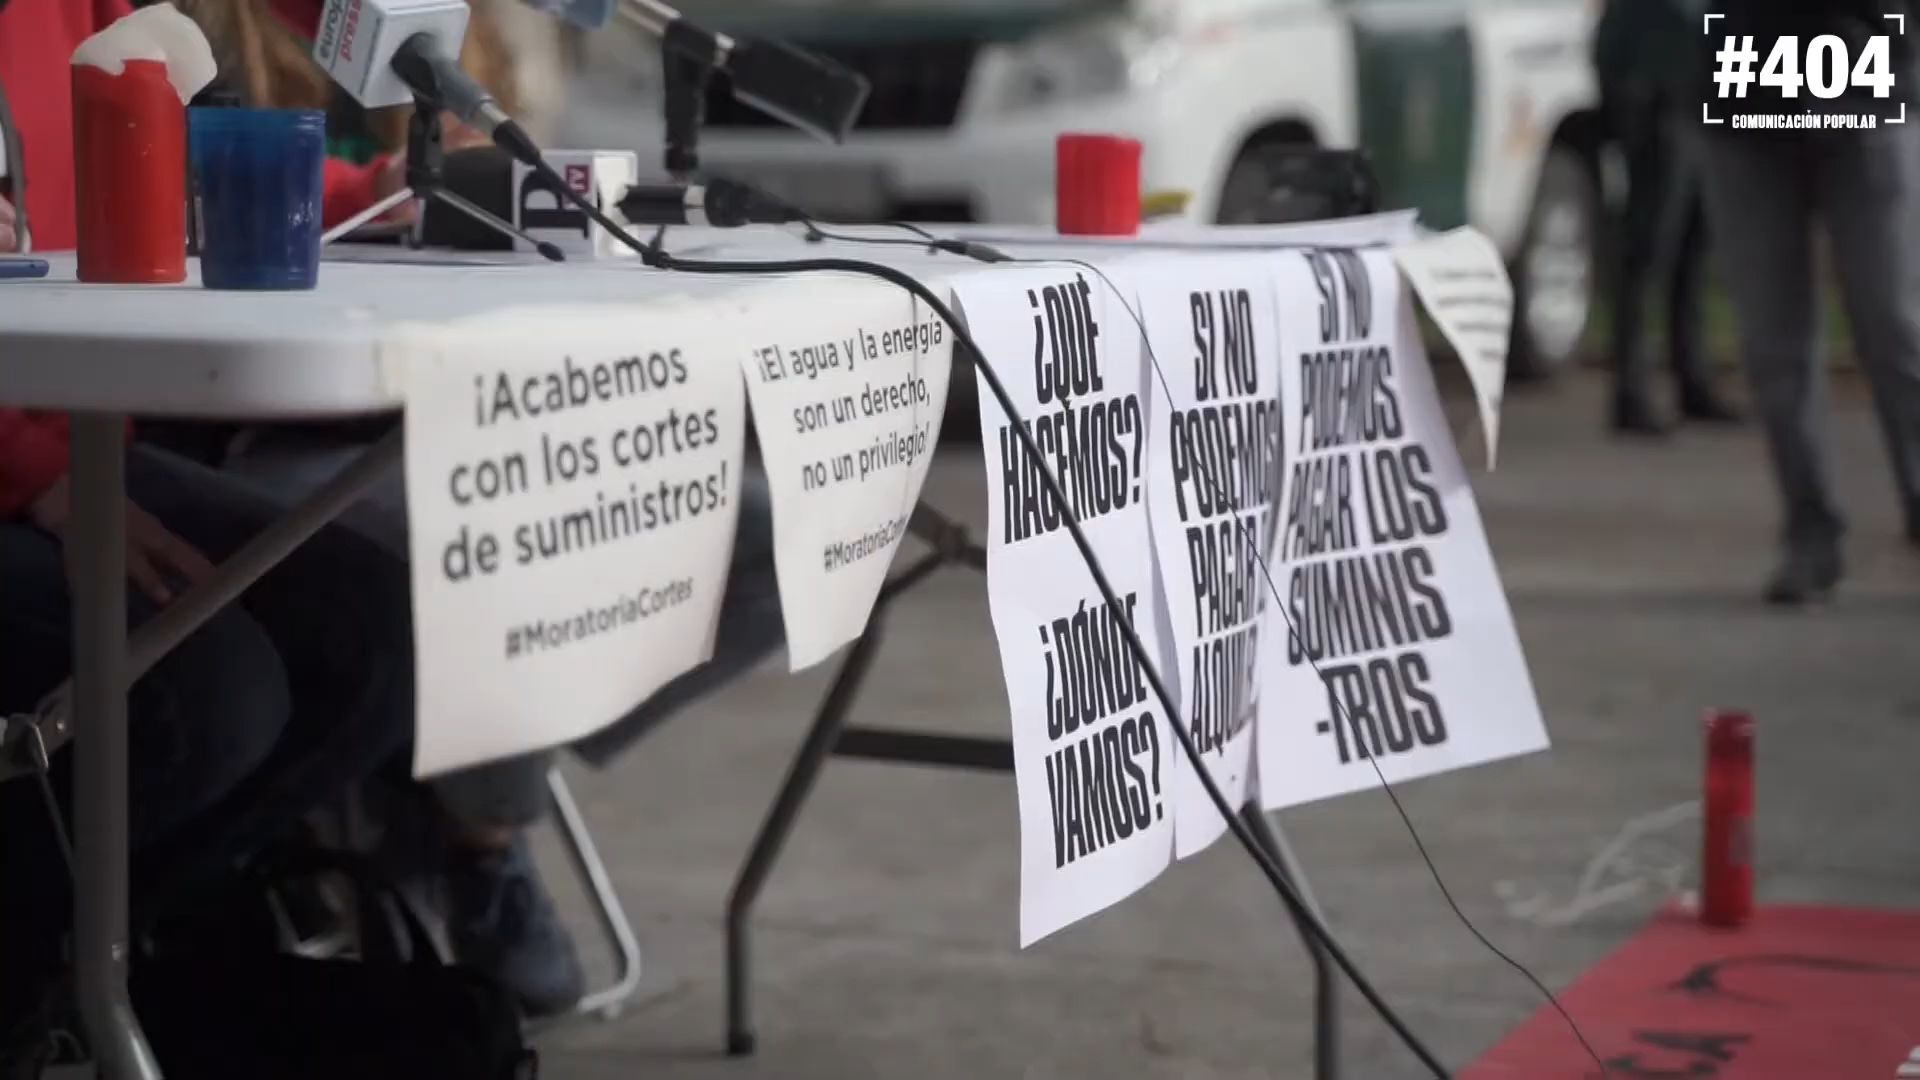 #404
COMUNICACIÓN POPULAR
europa
press
¡Acabemos
con los cortes
de suministros!
#MoratoriaCortes
¡El agua y la energía
son un derecho,
no un privilegio!
#MoratoriaCor
¿QUÉ
HACEMOS?
¿DÓNDE
VAMOS?
SI NO
PODEMOS
PAGAR
ALQUI
SI NO
PODEMOS
PAGAR LOS
SUMINIS
-TROS
CA